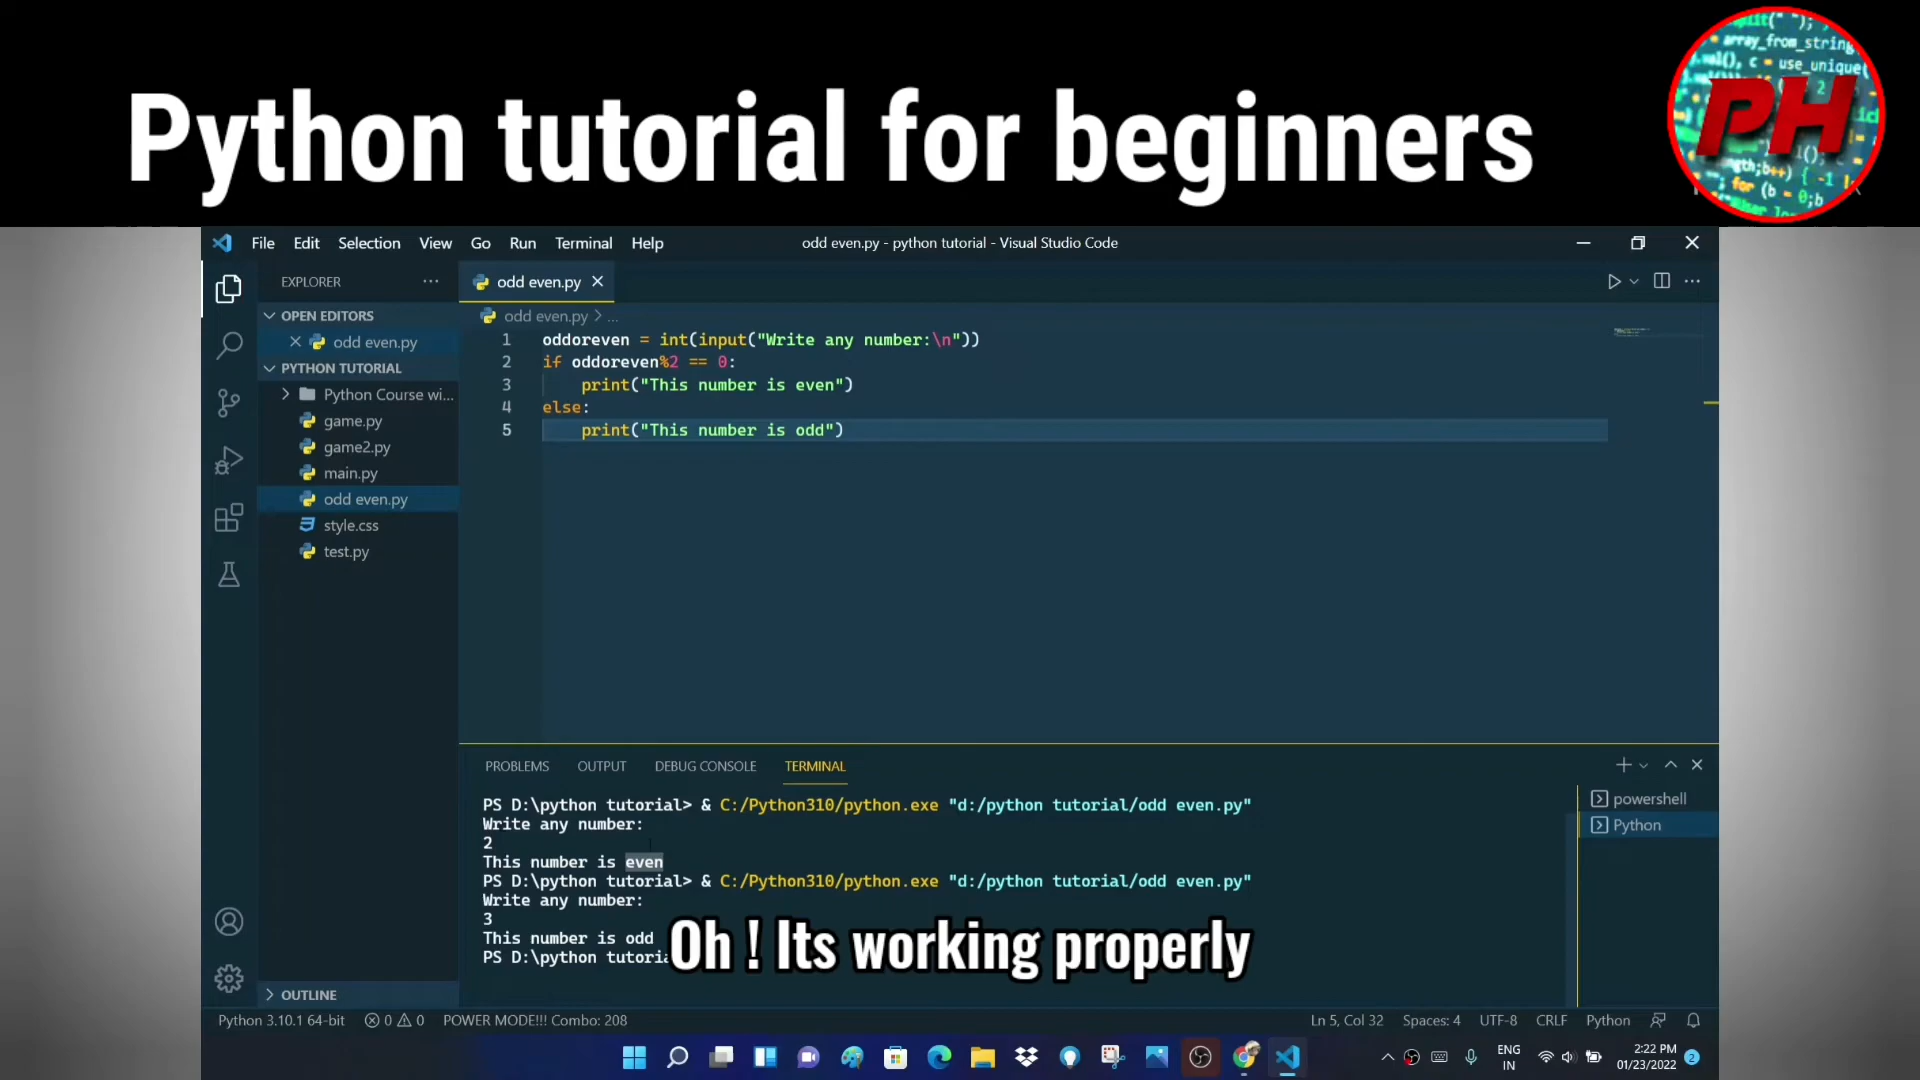 Python tutorial for beginners
PH
array_from_string
c = use_unique(
for (b = 0;b
File Edit Selection View Go Run Terminal Help
odd even.py - python tutorial - Visual Studio Code
EXPLORER
OPEN EDITORS
odd even.py
PYTHON TUTORIAL
Python Course wi...
game.py
game2.py
main.py
odd even.py
style.css
test.py
OUTLINE
odd even.py
odd even.py > ...
1 oddoreven = int(input("Write any number:\n"))
2 if oddoreven%2 == 0:
3 print("This number is even")
4 else:
5 print("This number is odd")
PROBLEMS OUTPUT DEBUG CONSOLE TERMINAL
PS D:\python tutorial> & C:/Python310/python.exe "d:/python tutorial/odd even.py"
Write any number:
2
This number is even
PS D:\python tutorial> & C:/Python310/python.exe "d:/python tutorial/odd even.py"
Write any number:
3
This number is odd
PS D:\python tutoria
Oh ! Its working properly
powershell
Python
Python 3.10.1 64-bit 0 0 POWER MODE!!! Combo: 208
Ln 5, Col 32 Spaces: 4 UTF-8 CRLF Python
ENG
IN
2:22 PM
01/23/2022
2